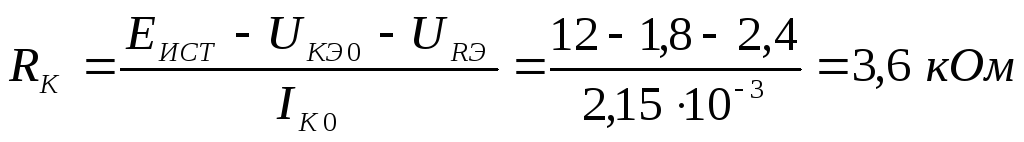 R_К = (E_ИСТ - U_КЭ0 - U_RЭ) / I_К0 = (12 - 1,8 - 2,4) / (2,15 · 10^-3) = 3,6 кОм